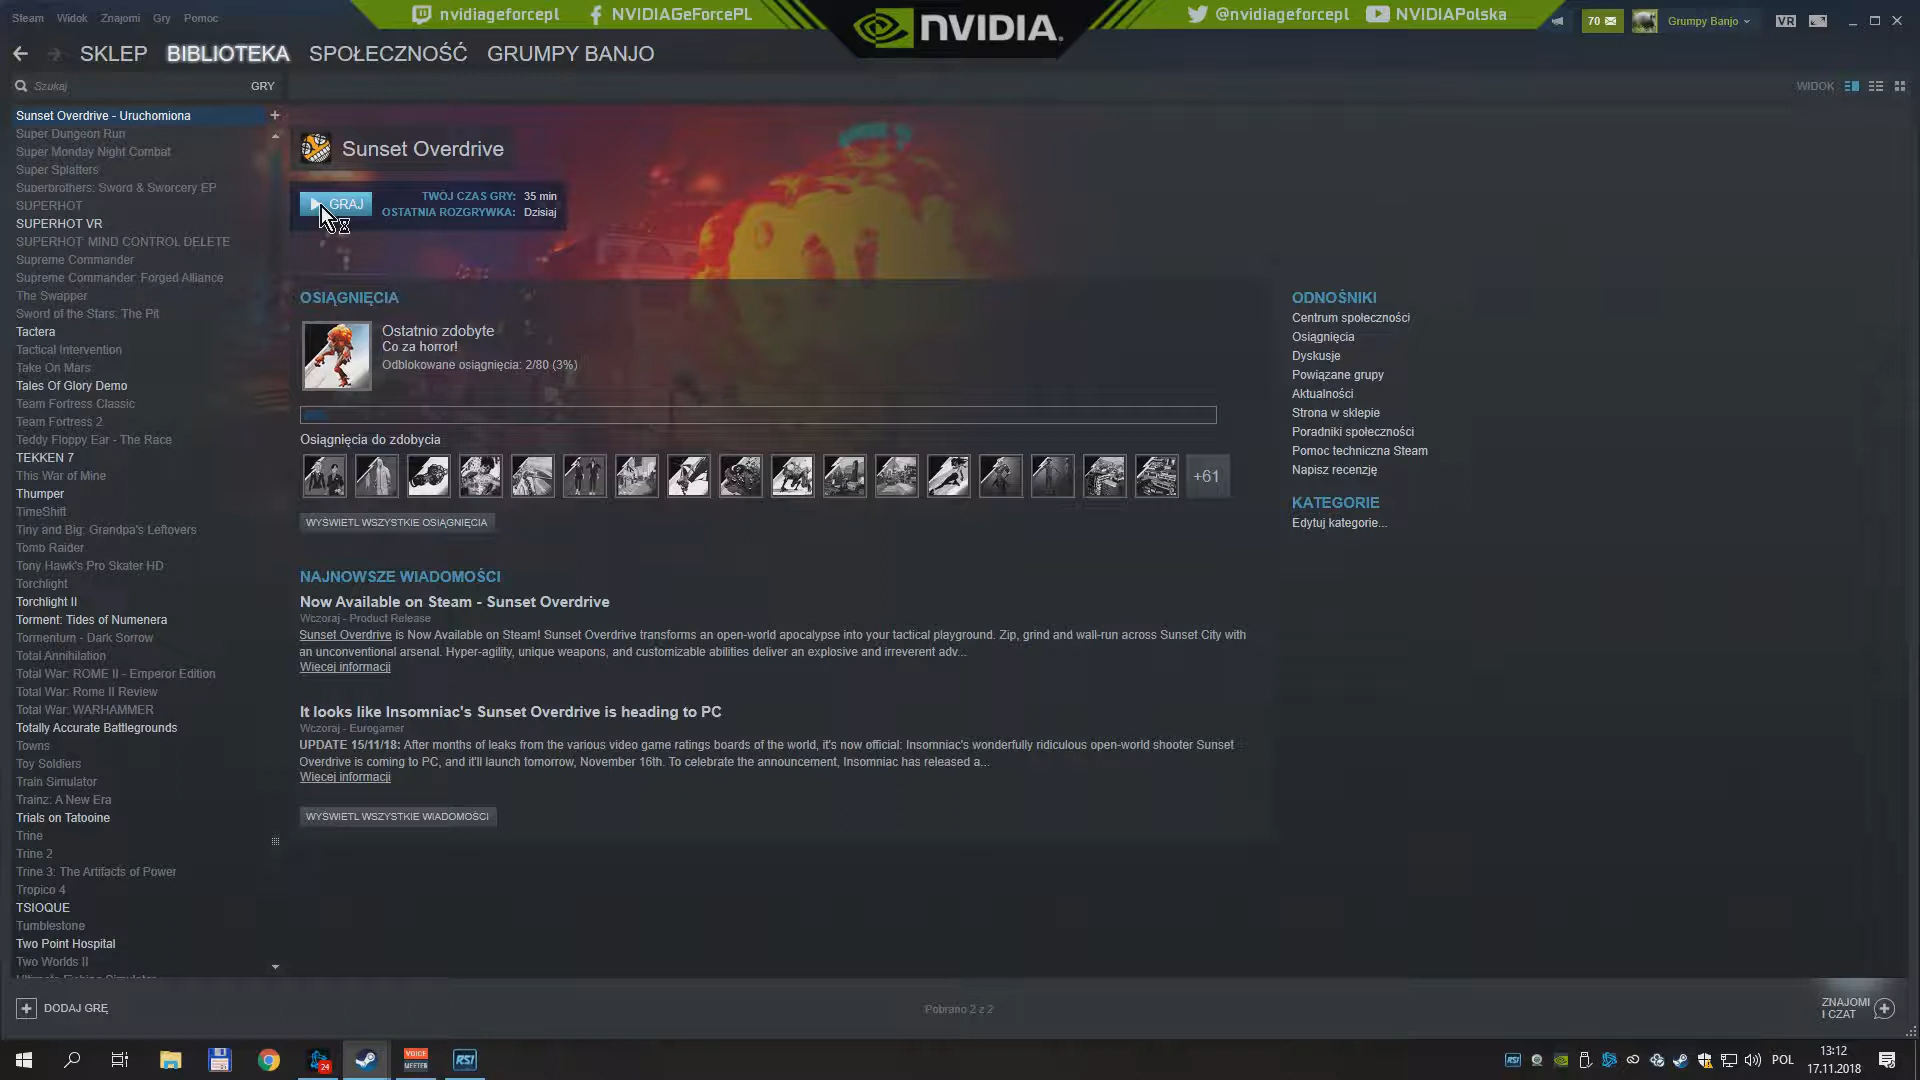 Steam Widok Znajomi Gry Pomoc
nvidiageforcepl NVIDIAGeForcePL NVIDIA. @nvidiageforcepl NVIDIAPolska
70 Grumpy Banjo VR
SKLEP BIBLIOTEKA SPOŁECZNOŚĆ GRUMPY BANJO
Szukaj GRY WIDOK
Sunset Overdrive - Uruchomiona
Super Dungeon Run
Super Monday Night Combat
Super Splatters
Superbrothers: Sword & Sworcery EP
SUPERHOT
SUPERHOT VR
SUPERHOT: MIND CONTROL DELETE
Supreme Commander
Supreme Commander: Forged Alliance
The Swapper
Sword of the Stars: The Pit
Tactera
Tactical Intervention
Take On Mars
Tales Of Glory Demo
Team Fortress Classic
Team Fortress 2
Teddy Floppy Ear - The Race
TEKKEN 7
This War of Mine
Thumper
TimeShift
Tiny and Big: Grandpa's Leftovers
Tomb Raider
Tony Hawk's Pro Skater HD
Torchlight
Torchlight II
Torment: Tides of Numenera
Tormentum - Dark Sorrow
Total Annihilation
Total War: ROME II - Emperor Edition
Total War: Rome II Review
Total War: WARHAMMER
Totally Accurate Battlegrounds
Towns
Toy Soldiers
Train Simulator
Trainz: A New Era
Trials on Tatooine
Trine
Trine 2
Trine 3: The Artifacts of Power
Tropico 4
TSIOQUE
Tumblestone
Two Point Hospital
Two Worlds II
Sunset Overdrive
GRAJ
TWÓJ CZAS GRY: 35 min
OSTATNIA ROZGRYWKA: Dzisiaj
OSIĄGNIĘCIA
Ostatnio zdobyte
Co za horror!
Odblokowane osiągnięcia: 2/80 (3%)
Osiągnięcia do zdobycia
+61
WYŚWIETL WSZYSTKIE OSIĄGNIĘCIA
NAJNOWSZE WIADOMOŚCI
Now Available on Steam - Sunset Overdrive
Wczoraj - Product Release
Sunset Overdrive is Now Available on Steam! Sunset Overdrive transforms an open-world apocalypse into your tactical playground. Zip, grind and wall-run across Sunset City with
an unconventional arsenal. Hyper-agility, unique weapons, and customizable abilities deliver an explosive and irreverent adv...
Więcej informacji
It looks like Insomniac's Sunset Overdrive is heading to PC
Wczoraj - Eurogamer
UPDATE 15/11/18: After months of leaks from the various video game ratings boards of the world, it's now official: Insomniac's wonderfully ridiculous open-world shooter Sunset
Overdrive is coming to PC, and it'll launch tomorrow, November 16th. To celebrate the announcement, Insomniac has released a...
Więcej informacji
WYŚWIETL WSZYSTKIE WIADOMOŚCI
ODNOŚNIKI
Centrum społeczności
Osiągnięcia
Dyskusje
Powiązane grupy
Aktualności
Strona w sklepie
Poradniki społeczności
Pomoc techniczna Steam
Napisz recenzję
KATEGORIE
Edytuj kategorie...
DODAJ GRĘ
Pobrano 2 z 2
ZNAJOMI
I CZAT
24
VOICE
MEETER
RSI
RSI
POL
13:12
17.11.2018